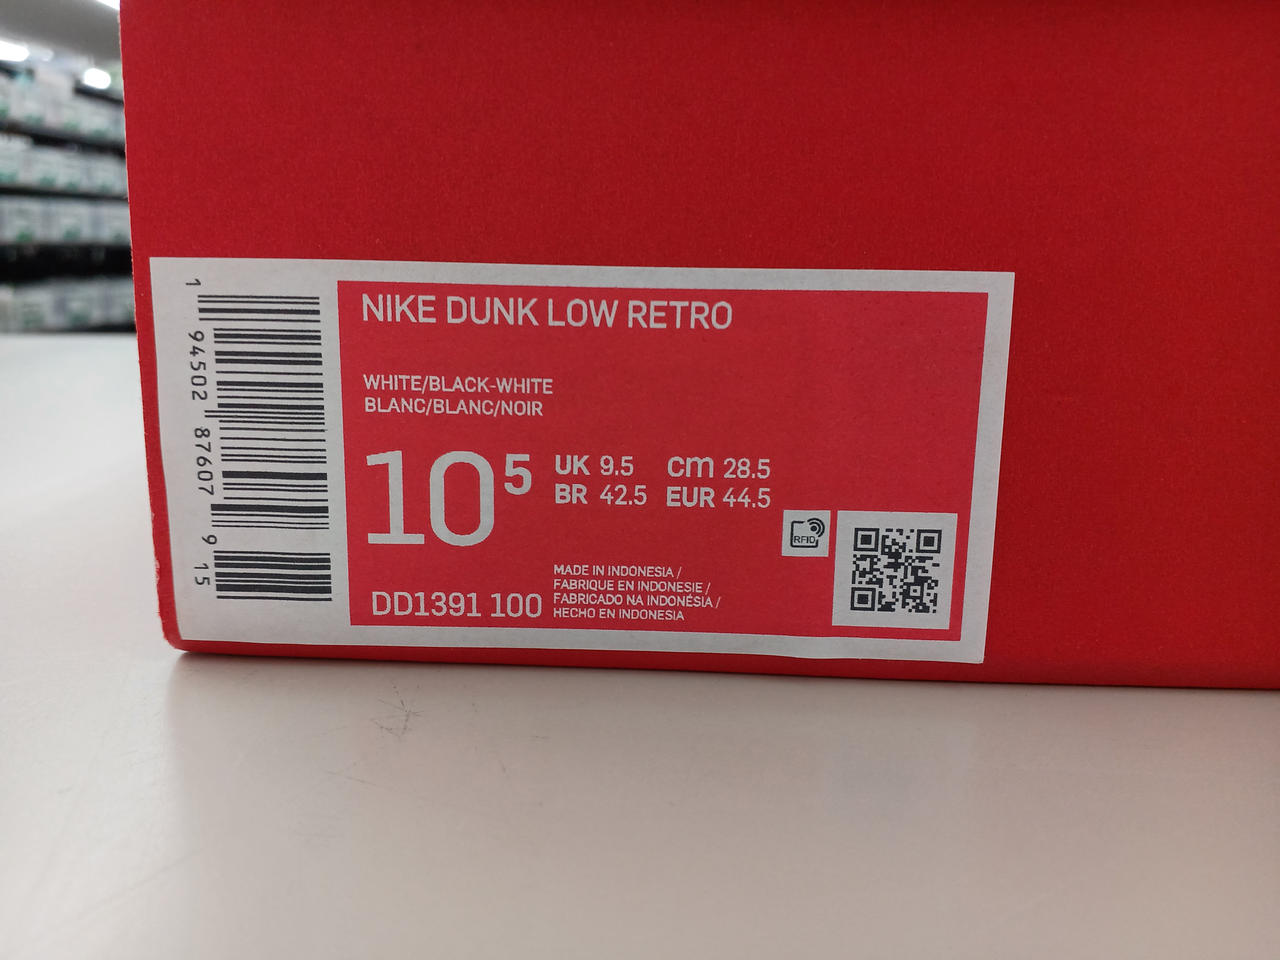 1 94502 87607 9 15
NIKE DUNK LOW RETRO
WHITE/BLACK-WHITE
BLANC/BLANC/NOIR
10 5
UK 9.5 cm 28.5
BR 42.5 EUR 44.5
RFID
MADE IN INDONESIA /
FABRIQUE EN INDONESIE /
FABRICADO NA INDONÉSIA /
HECHO EN INDONESIA
DD1391 100